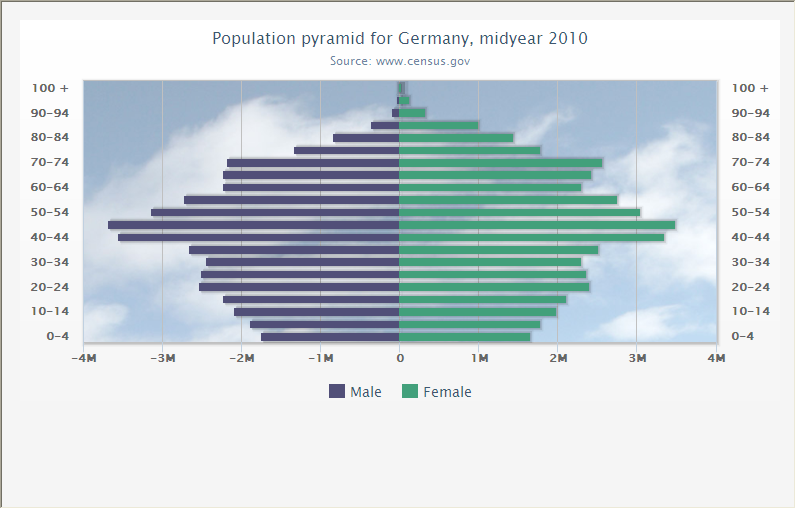 Population pyramid for Germany, midyear 2010
Source: www.census.gov
100 + 100 +
90-94 90-94
80-84 80-84
70-74 70-74
60-64 60-64
50-54 50-54
40-44 40-44
30-34 30-34
20-24 20-24
10-14 10-14
0-4 0-4
-4M -3M -2M -1M 0 1M 2M 3M 4M
Male Female